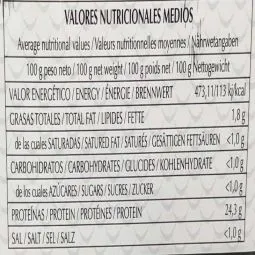 VALORES NUTRICIONALES MEDIOS
Average nutritional values / Valeurs nutritionnelles moyennes / Nährwetangaben
100 g peso neto / 100 g net weight / 100 g poids net / 100 g Nettogewicht
VALOR ENERGÉTICO / ENERGY / ÉNERGIE / BRENNWERT 473,11/113 kj/kcal
GRASAS TOTALES / TOTAL FAT / LIPIDES / FETTE 1,8 g
de las cuales SATURADAS / SATURED FAT / SATURÉS / GESÄTTIGEN FETTSÄUREN <1,0 g
CARBOHIDRATOS / CARBOHYDRATES / GLUCIDES / KOHLENHYDRATE <1,0 g
de los cuales AZÚCARES / SUGARS / SUCRES / ZUCKER <1,0 g
PROTEÍNAS / PROTEIN / PROTÉINES / PROTEIN 24,3 g
SAL / SALT / SEL / SALZ <1,0 g